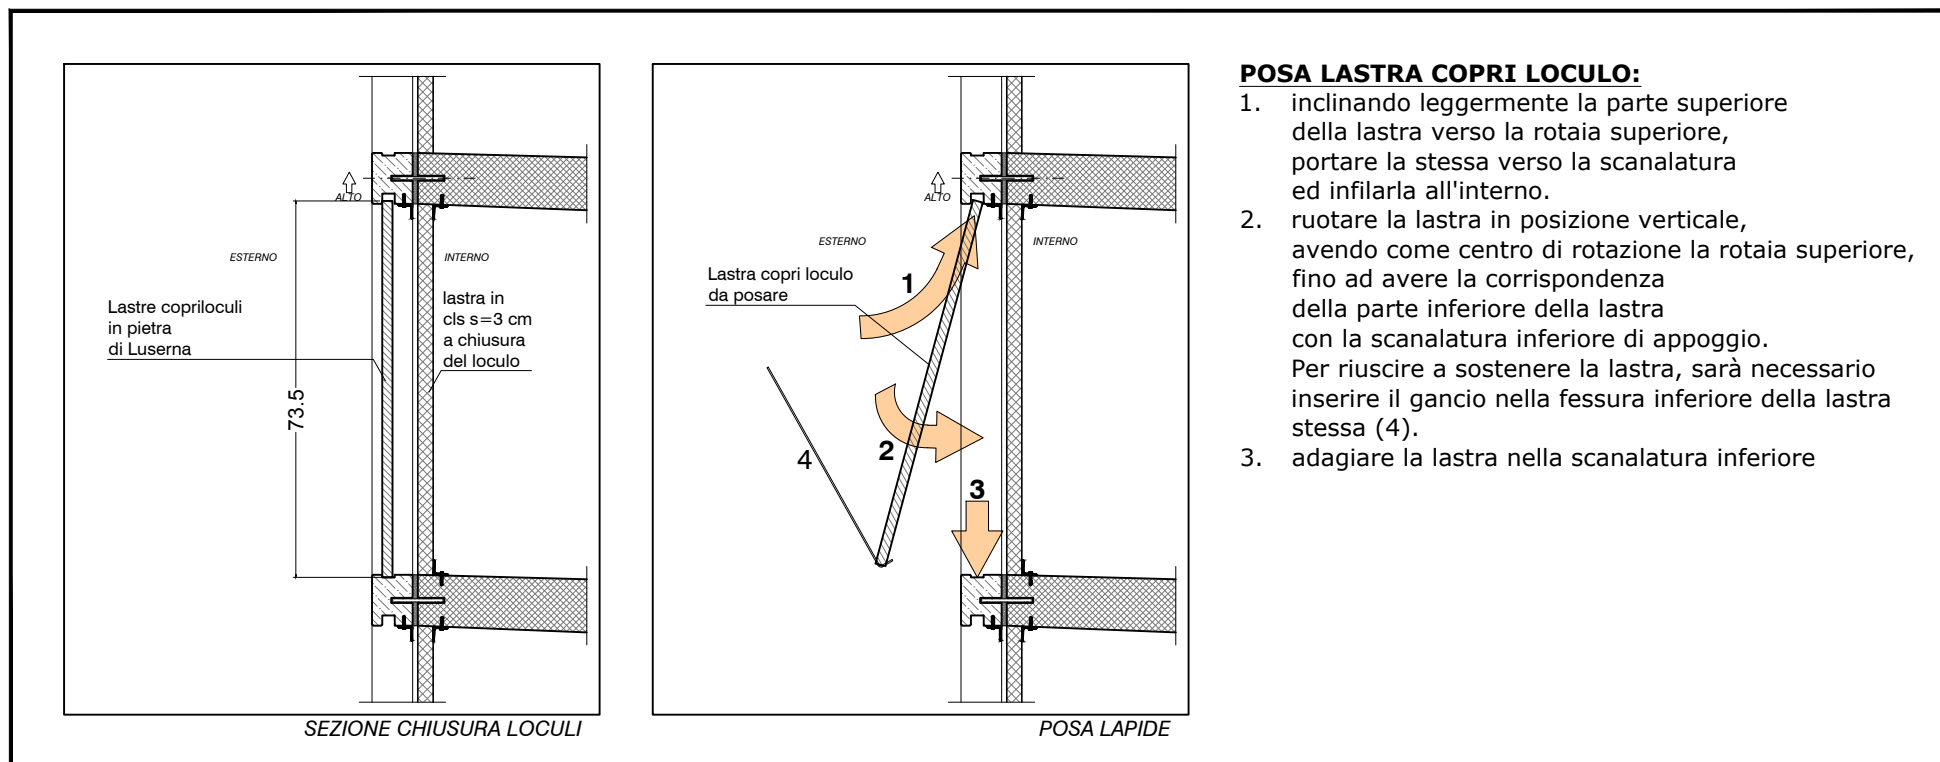 ALTO
ESTERNO
INTERNO
Lastre copriloculi
in pietra
di Luserna
lastra in
cls s=3 cm
a chiusura
del loculo
73.5
SEZIONE CHIUSURA LOCULI
ALTO
ESTERNO
INTERNO
Lastra copri loculo
da posare
1
2
4
3
POSA LAPIDE
POSA LASTRA COPRI LOCULO:
1. inclinando leggermente la parte superiore
della lastra verso la rotaia superiore,
portare la stessa verso la scanalatura
ed infilarla all'interno.
2. ruotare la lastra in posizione verticale,
avendo come centro di rotazione la rotaia superiore,
fino ad avere la corrispondenza
della parte inferiore della lastra
con la scanalatura inferiore di appoggio.
Per riuscire a sostenere la lastra, sarà necessario
inserire il gancio nella fessura inferiore della lastra
stessa (4).
3. adagiare la lastra nella scanalatura inferiore